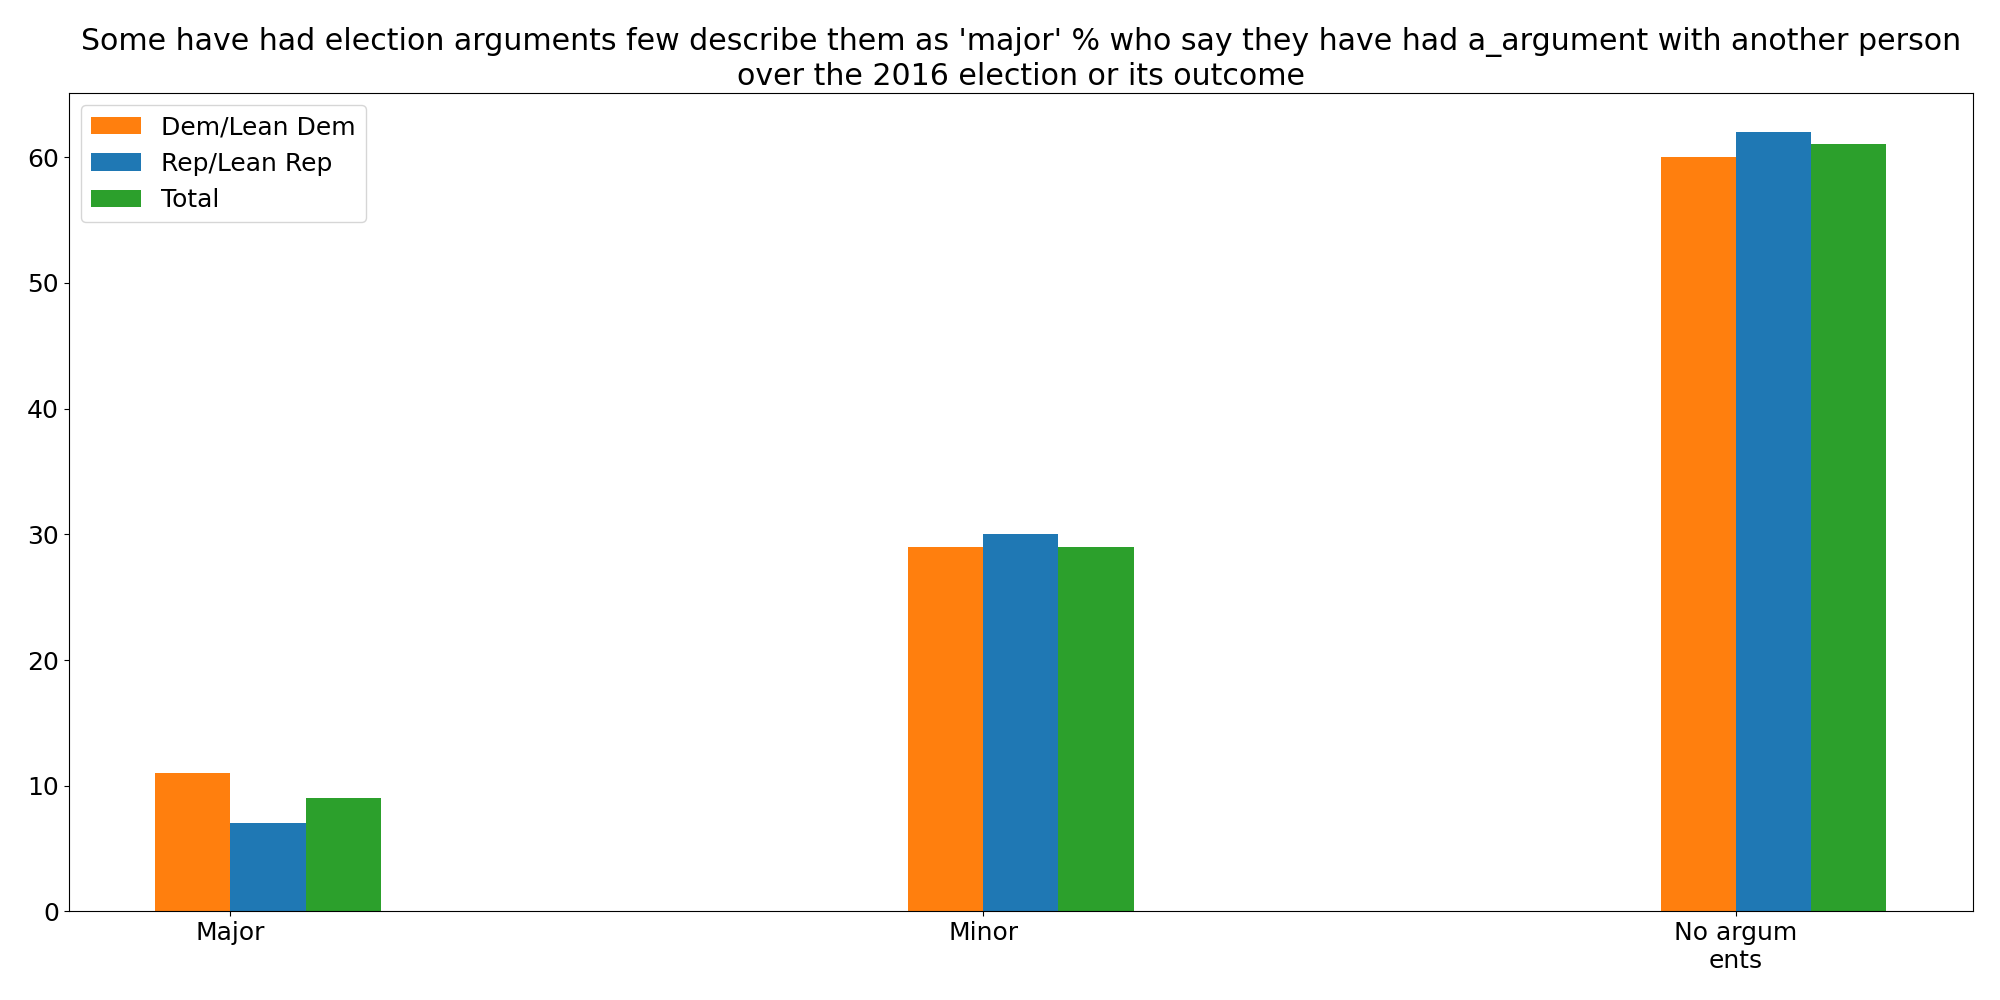 Some have had election arguments few describe them as 'major' % who say they have had a_argument with another person
over the 2016 election or its outcome
Dem/Lean Dem
Rep/Lean Rep
Total
60
50
40
30
20
10
0
Major
Minor
No argum
ents